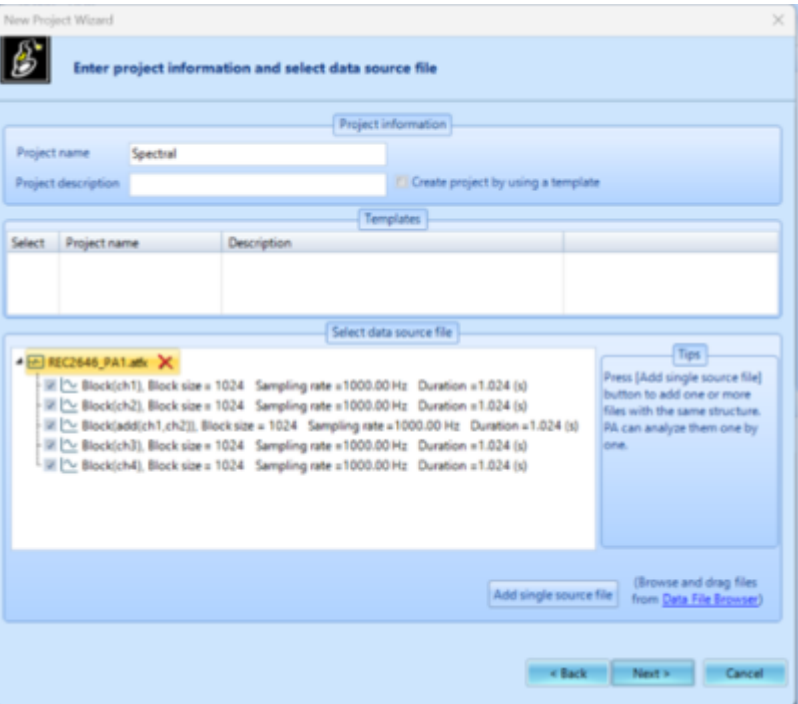 New Project Wizard
Enter project information and select data source file
Project information
Project name
Spectral
Project description
Create project by using a template
Templates
Select Project name Description
Select data source file
REC2646_PA1.atfx
Block(ch1), Block size = 1024 Sampling rate =1000.00 Hz Duration =1.024 (s)
Block(ch2), Block size = 1024 Sampling rate =1000.00 Hz Duration =1.024 (s)
Block(add(ch1,ch2)), Block size = 1024 Sampling rate =1000.00 Hz Duration =1.024 (s)
Block(ch3), Block size = 1024 Sampling rate =1000.00 Hz Duration =1.024 (s)
Block(ch4), Block size = 1024 Sampling rate =1000.00 Hz Duration =1.024 (s)
Tips
Press [Add single source file]
button to add one or more
files with the same structure.
PA can analyze them one by
one.
Add single source file
(Browse and drag files
from Data File Browser)
< Back Next > Cancel